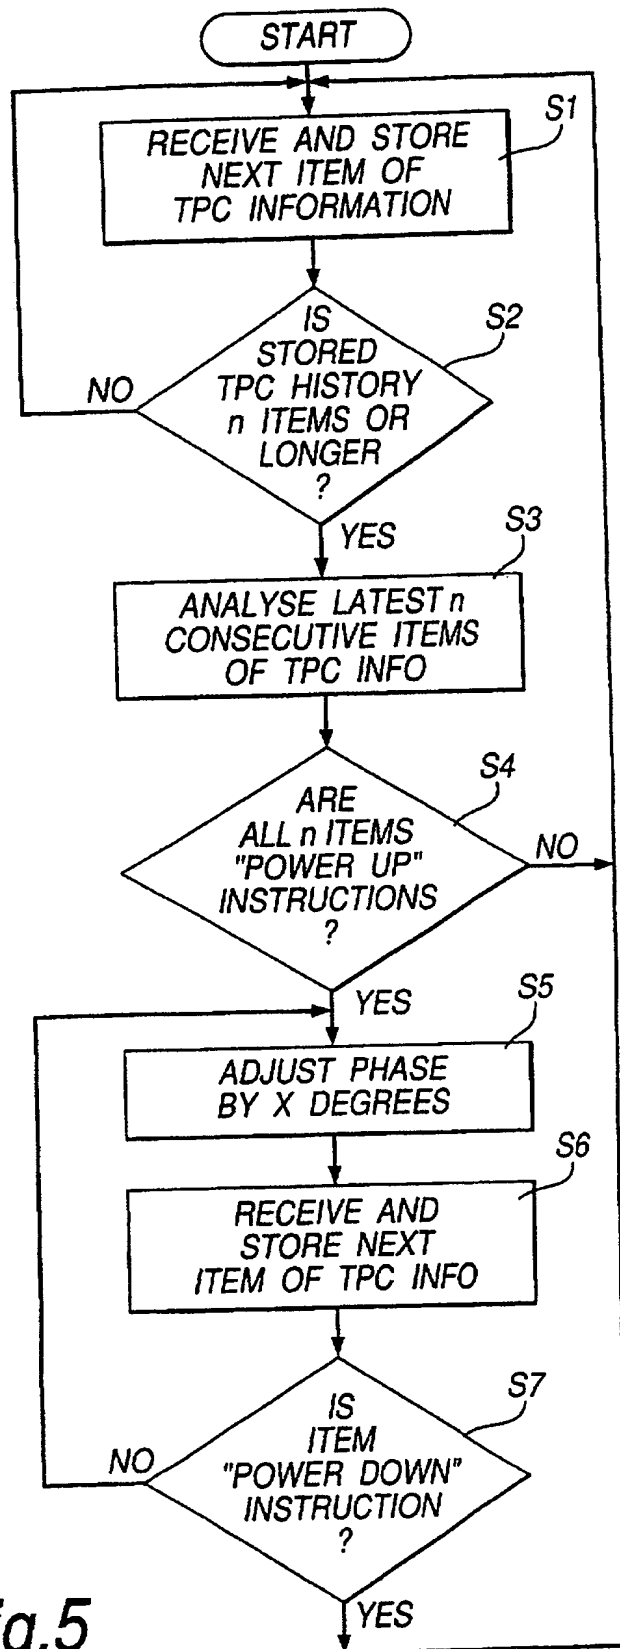 START
S1
RECEIVE AND STORE
NEXT ITEM OF
TPC INFORMATION
S2
IS
STORED
TPC HISTORY
n ITEMS OR
LONGER
?
NO
YES
S3
ANALYSE LATEST n
CONSECUTIVE ITEMS
OF TPC INFO
S4
ARE
ALL n ITEMS
"POWER UP"
INSTRUCTIONS
?
NO
YES
S5
ADJUST PHASE
BY X DEGREES
S6
RECEIVE AND
STORE NEXT
ITEM OF TPC INFO
S7
IS
ITEM
"POWER DOWN"
INSTRUCTION
?
NO
YES
ig.5